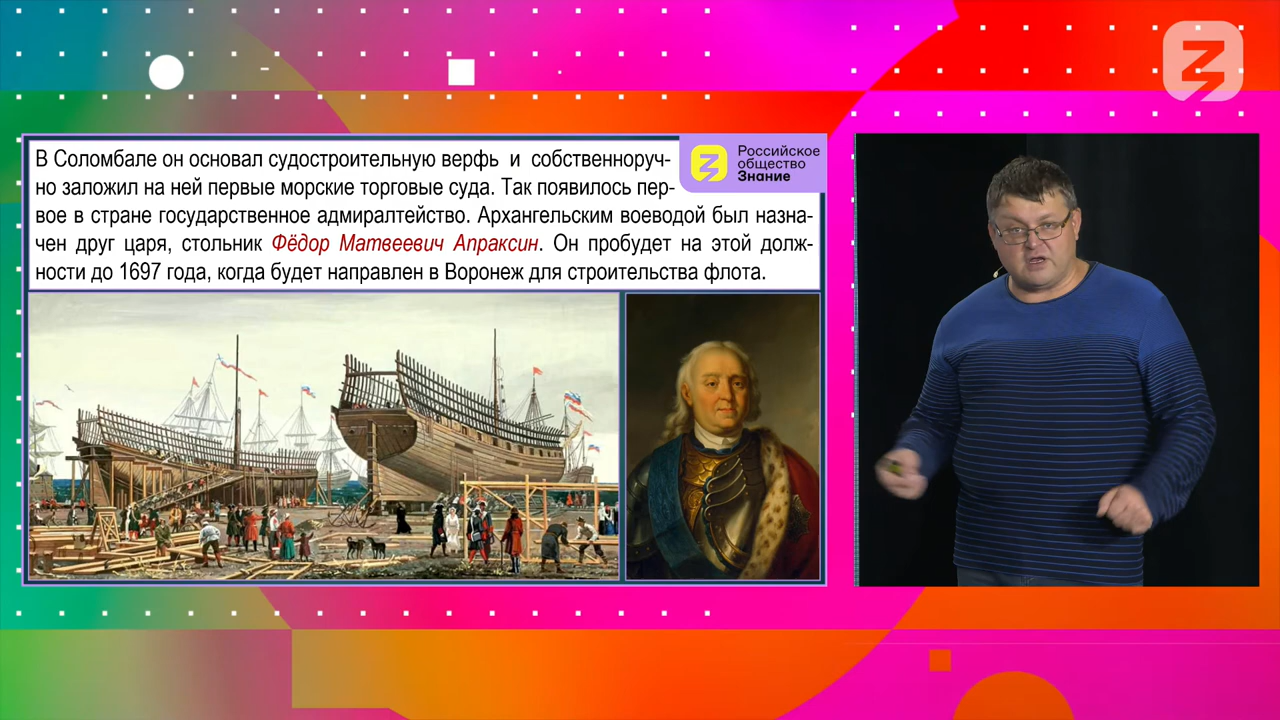 В Соломбале он основал судостроительную верфь и собственноруч-
но заложил на ней первые морские торговые суда. Так появилось пер-
вое в стране государственное адмиралтейство. Архангельским воеводой был назна-
чен друг царя, стольник Фёдор Матвеевич Апраксин. Он пробудет на этой долж-
ности до 1697 года, когда будет направлен в Воронеж для строительства флота.
Российское
общество
Знание